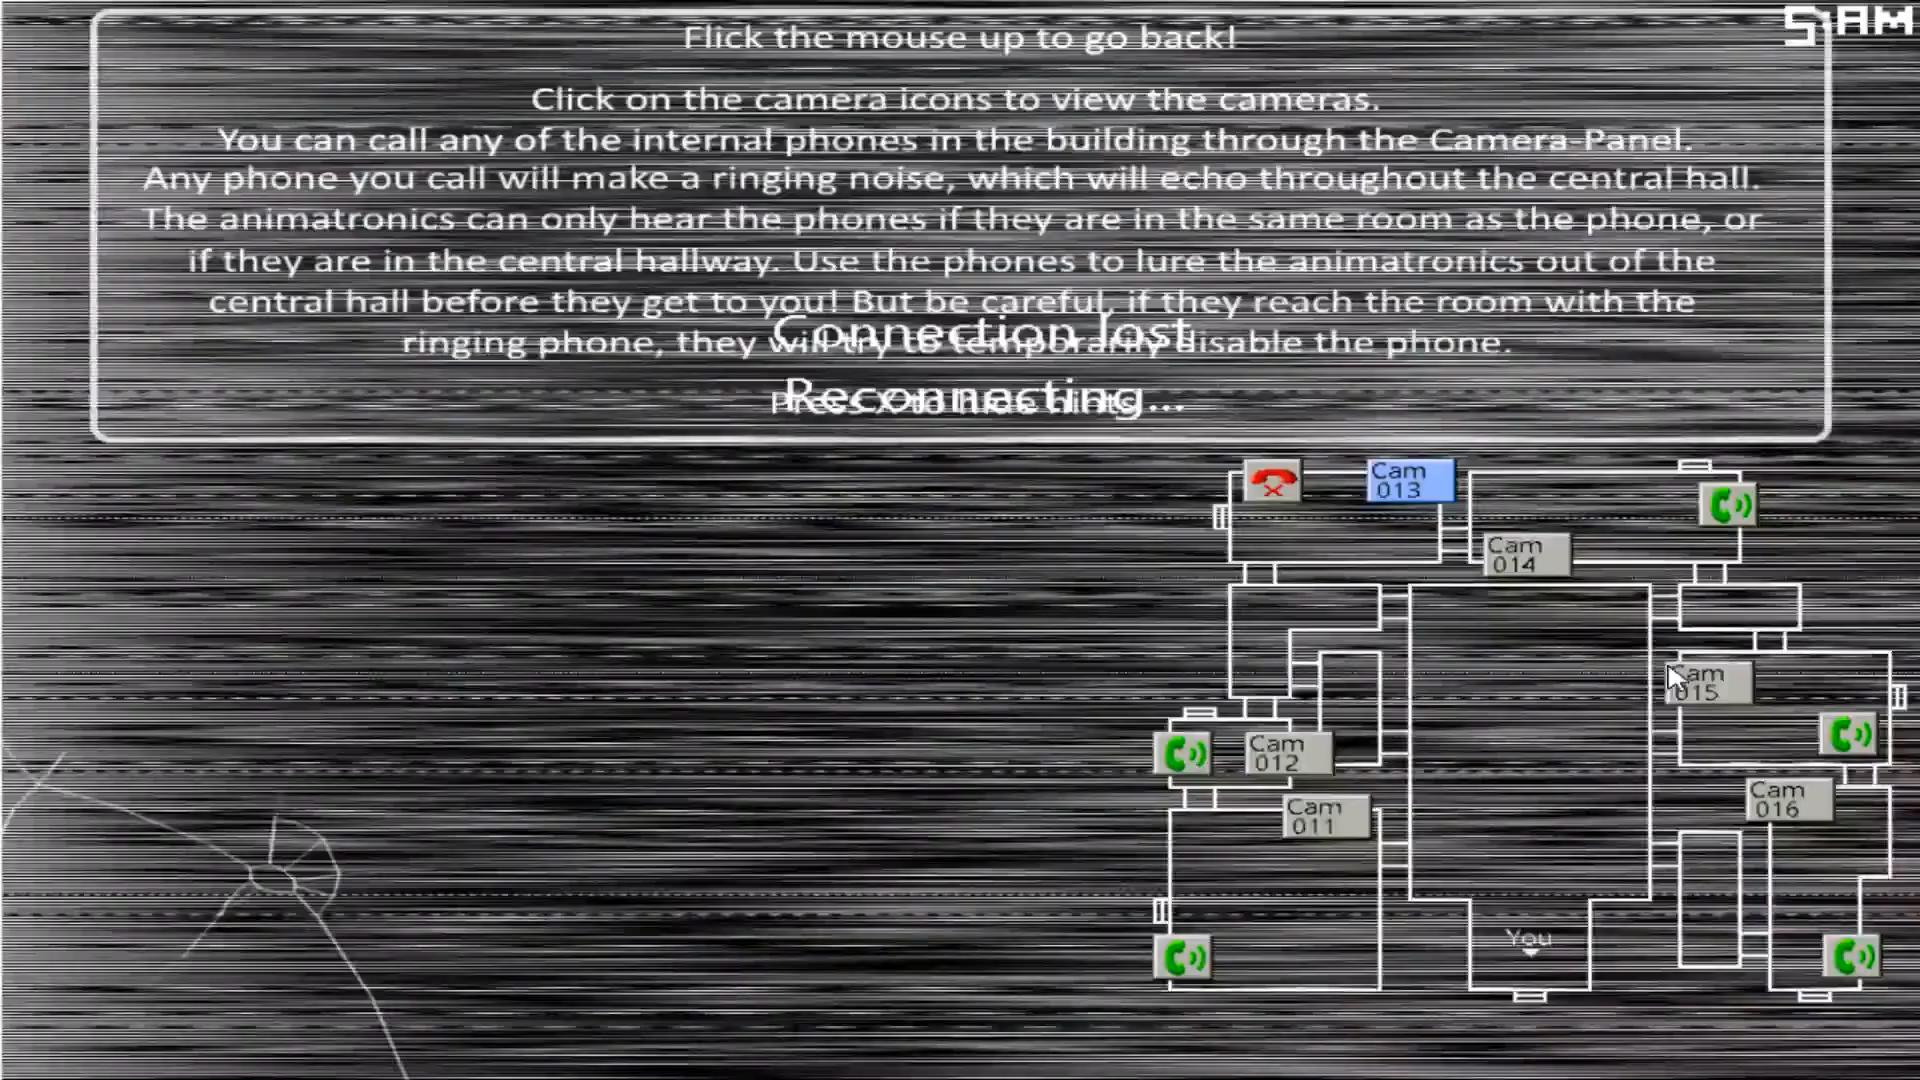 5:AM
Flick the mouse up to go back!
Click on the camera icons to view the cameras.
You can call any of the internal phones in the building through the Camera-Panel.
Any phone you call will make a ringing noise, which will echo throughout the central hall.
The animatronics can only hear the phones if they are in the same room as the phone, or
if they are in the central hallway. Use the phones to lure the animatronics out of the
central hall before they get to you! But be careful, if they reach the room with the
Connection lost
ringing phone, they will try to temporarily disable the phone.
Reconnecting...
Press X to hide hints
Cam
013
Cam
014
Cam
015
Cam
012
Cam
016
Cam
011
You